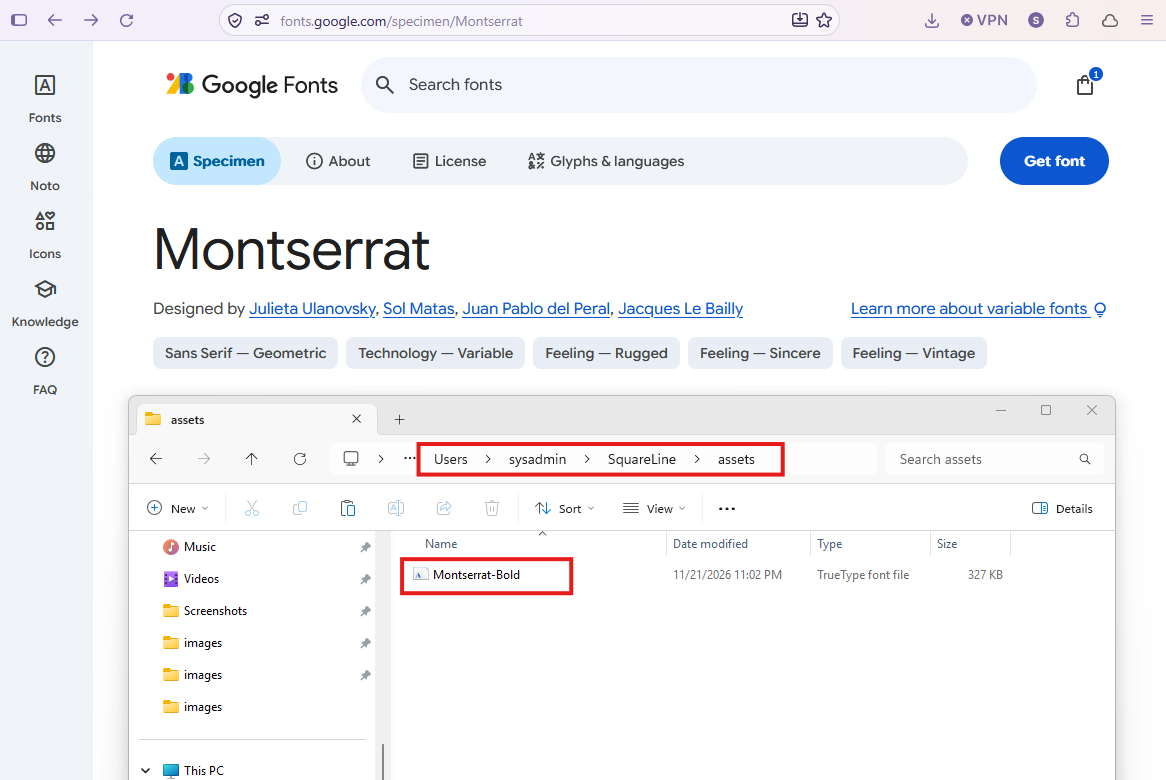 fonts.google.com/specimen/Montserrat
VPN
S
Fonts
Noto
Icons
Knowledge
FAQ
Google Fonts
Search fonts
1
Specimen
About
License
Glyphs & languages
Get font
Montserrat
Designed by Julieta Ulanovsky, Sol Matas, Juan Pablo del Peral, Jacques Le Bailly
Learn more about variable fonts
Sans Serif — Geometric
Technology — Variable
Feeling — Rugged
Feeling — Sincere
Feeling — Vintage
assets
Users > sysadmin > SquareLine > assets
Search assets
New
Sort
View
Details
Music
Videos
Screenshots
images
images
images
This PC
Name Date modified Type Size
Montserrat-Bold 11/21/2026 11:02 PM TrueType font file 327 KB